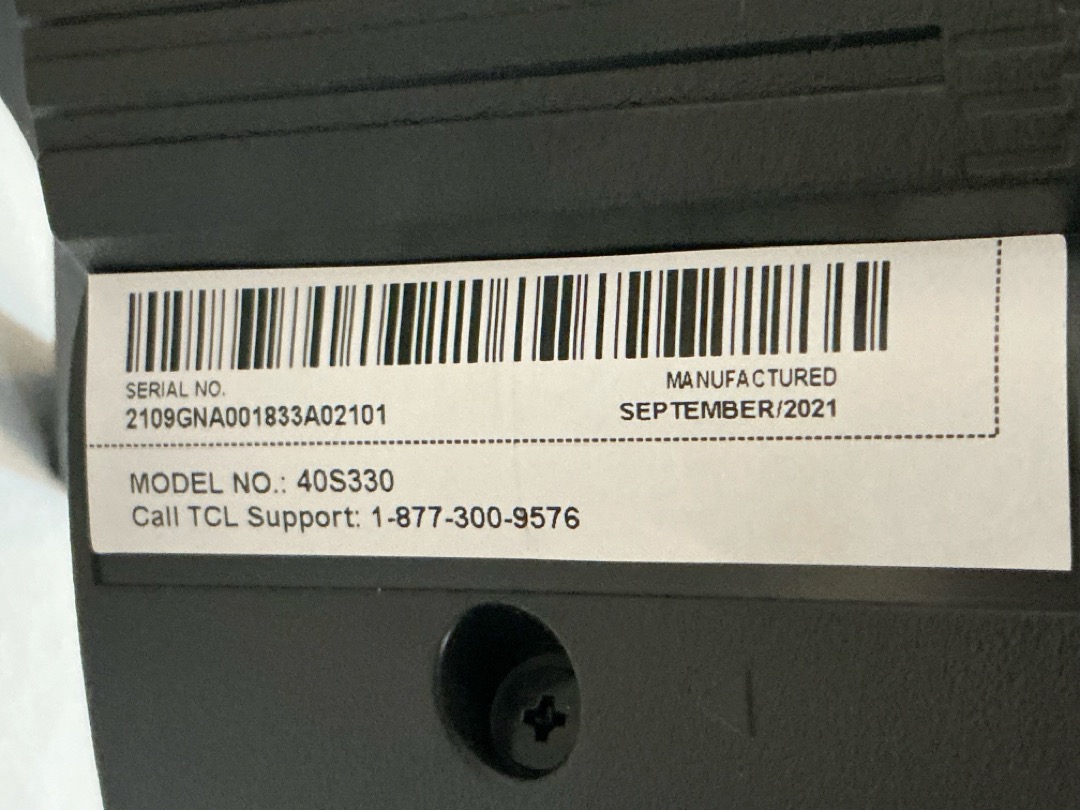 SERIAL NO.
2109GNA001833A02101
MANUFACTURED
SEPTEMBER/2021
MODEL NO.: 40S330
Call TCL Support: 1-877-300-9576